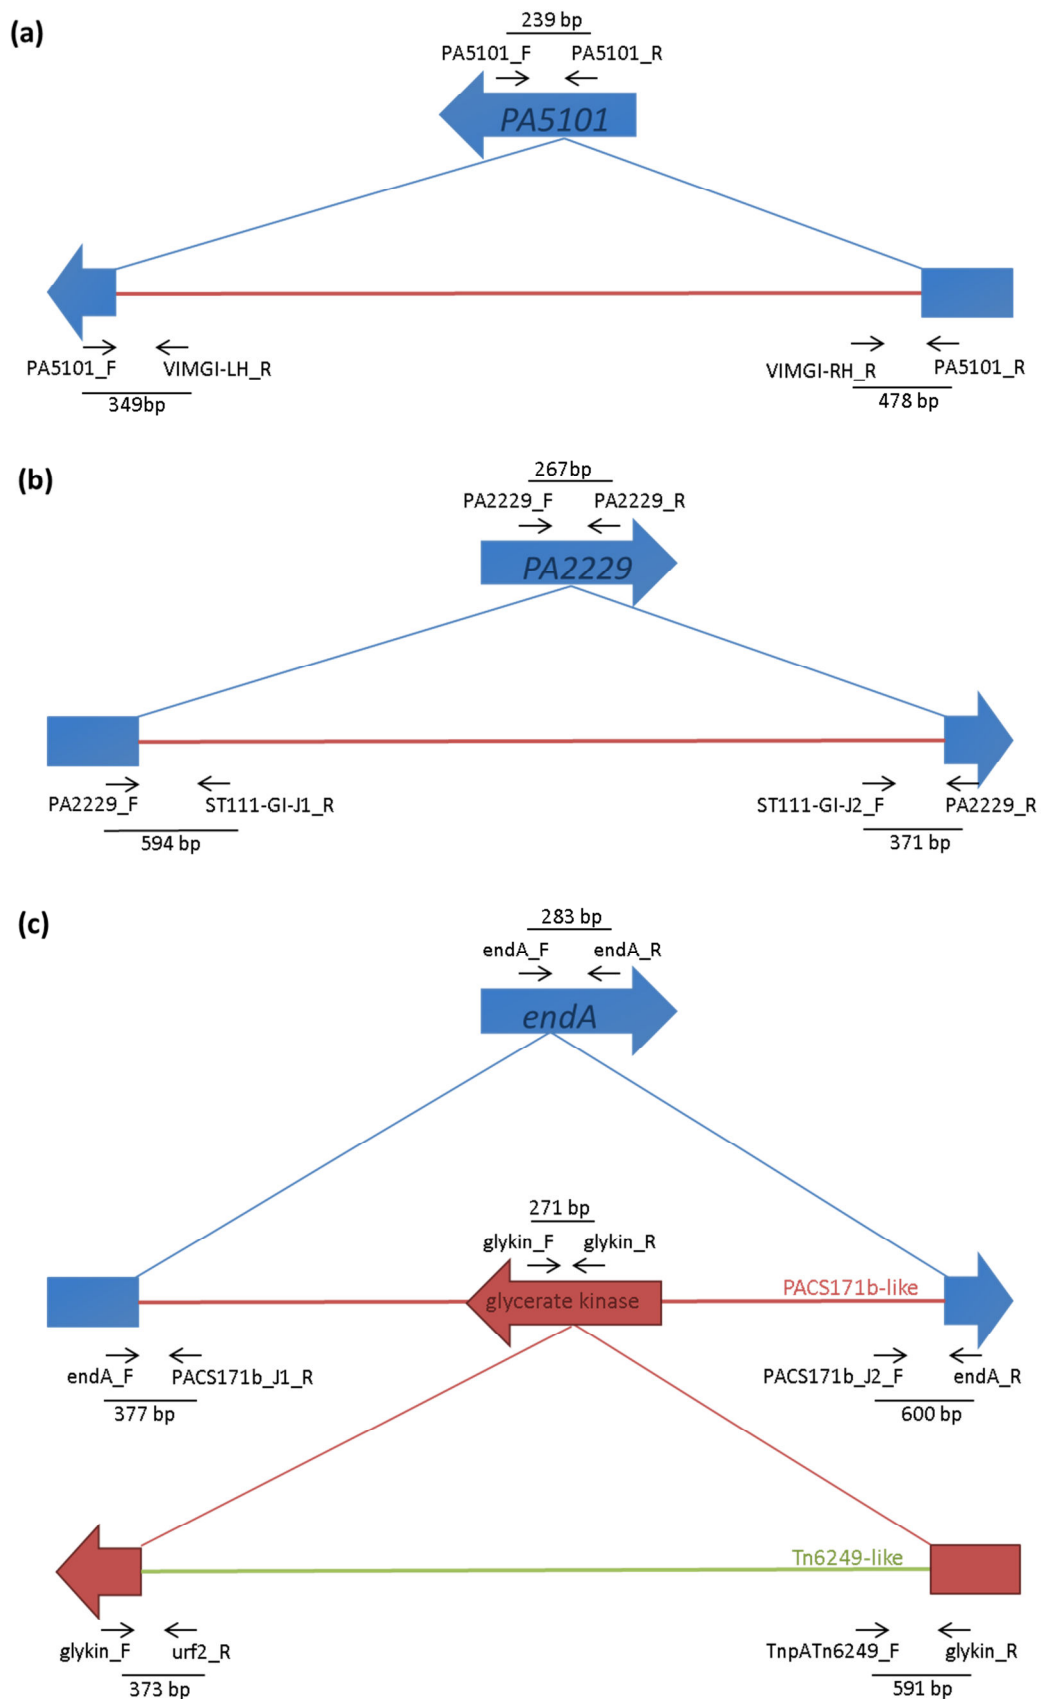 (a)
239 bp
PA5101_F
PA5101_R
PA5101
PA5101_F
VIMGI-LH_R
349bp
VIMGI-RH_R
PA5101_R
478 bp
(b)
267bp
PA2229_F
PA2229_R
PA2229
PA2229_F
ST111-GI-J1_R
594 bp
ST111-GI-J2_F
PA2229_R
371 bp
(c)
283 bp
endA_F
endA_R
endA
271 bp
glykin_F
glykin_R
glycerate kinase
PACS171b-like
endA_F
PACS171b_J1_R
377 bp
PACS171b_J2_F
endA_R
600 bp
Tn6249-like
glykin_F
urf2_R
373 bp
TnpATn6249_F
glykin_R
591 bp